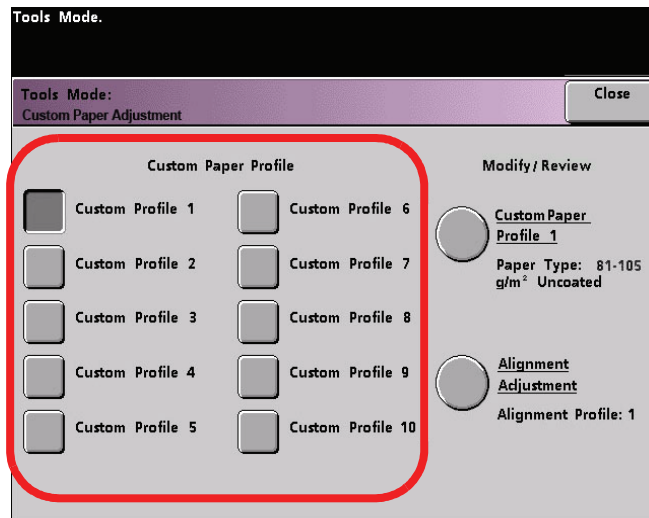 Tools Mode.
Tools Mode:
Close
Custom Paper Adjustment
Custom Paper Profile
Custom Profile 1
Custom Profile 2
Custom Profile 3
Custom Profile 4
Custom Profile 5
Custom Profile 6
Custom Profile 7
Custom Profile 8
Custom Profile 9
Custom Profile 10
Modify/Review
Custom Paper
Profile 1
Paper Type: 81-105
g/m² Uncoated
Alignment
Adjustment
Alignment Profile: 1